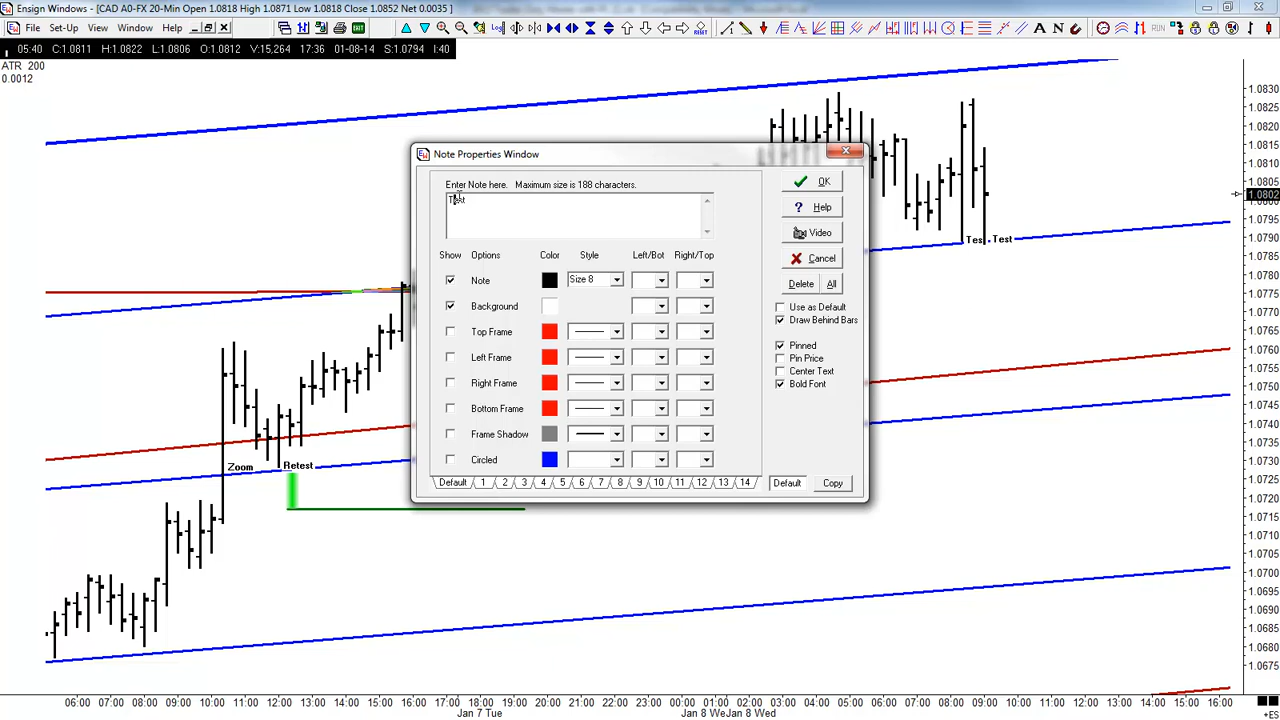 Ensign Windows - [CAD A0-FX 20-Min Open 1.0818 High 1.0871 Low 1.0818 Close 1.0852 Net 0.0035 ]
File Set-Up View Window Help
05:40 C:1.0811 H:1.0822 L:1.0806 O:1.0812 V:15,264 17:36 01-08-14 S:1.0794 I:40
ATR 200
0.0012
Note Properties Window
Enter Note here. Maximum size is 188 characters.
Test
Show Options Color Style Left/Bot Right/Top
Note Size 8
Background
Top Frame
Left Frame
Right Frame
Bottom Frame
Frame Shadow
Circled
Default 1 2 3 4 5 6 7 8 9 10 11 12 13 14
OK
Help
Video
Cancel
Delete All
Use as Default
Draw Behind Bars
Pinned
Pin Price
Center Text
Bold Font
Default Copy
Zoom
Retest
Tes Test
1.0830
1.0825
1.0820
1.0815
1.0810
1.0802
1.0800
1.0790
1.0785
1.0780
1.0775
1.0770
1.0765
1.0760
1.0755
1.0750
1.0745
1.0740
1.0735
1.0730
1.0725
1.0720
1.0715
1.0710
1.0705
1.0700
1.0696
1.0690
1.0685
1.0680
1.0675
06:00 07:00 08:00 09:00 10:00 11:00 12:00 13:00 14:00 15:00 16:00 17:00 18:00 19:00 20:00 21:00 22:00 23:00 00:00 01:00 02:00 03:00 04:00 05:00 06:00 07:00 08:00 09:00 10:00 11:00 12:00 13:00 14:00 15:00 16:00
Jan 7 Tue Jan 8 We Jan 8 Wed
+ES